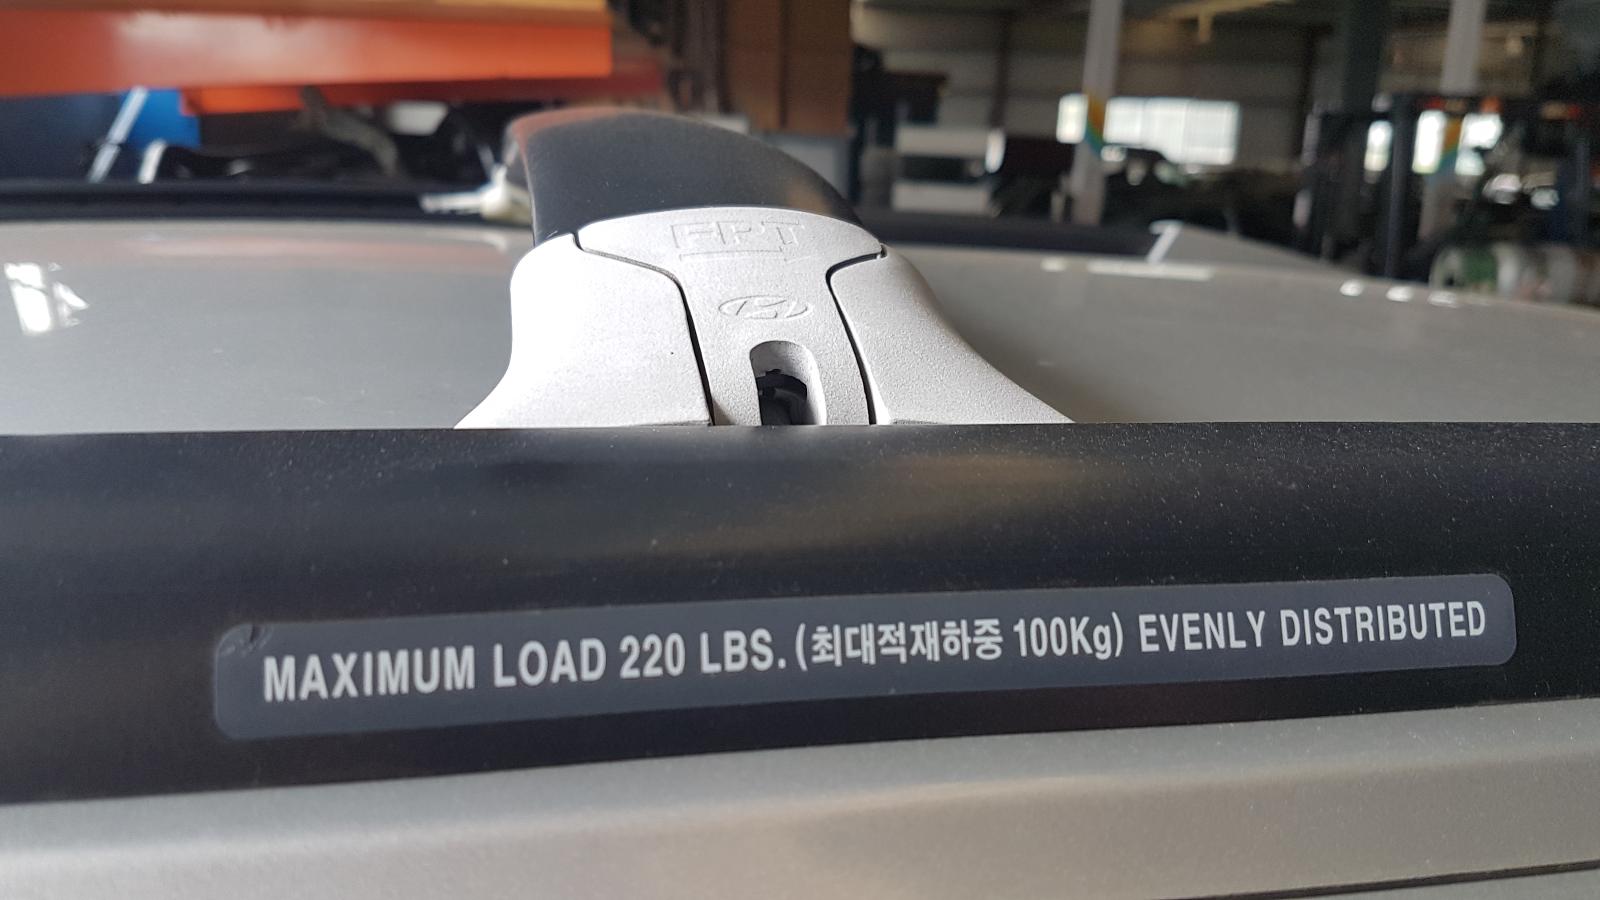 MAXIMUM LOAD 220 LBS. (최대적재하중 100Kg) EVENLY DISTRIBUTED